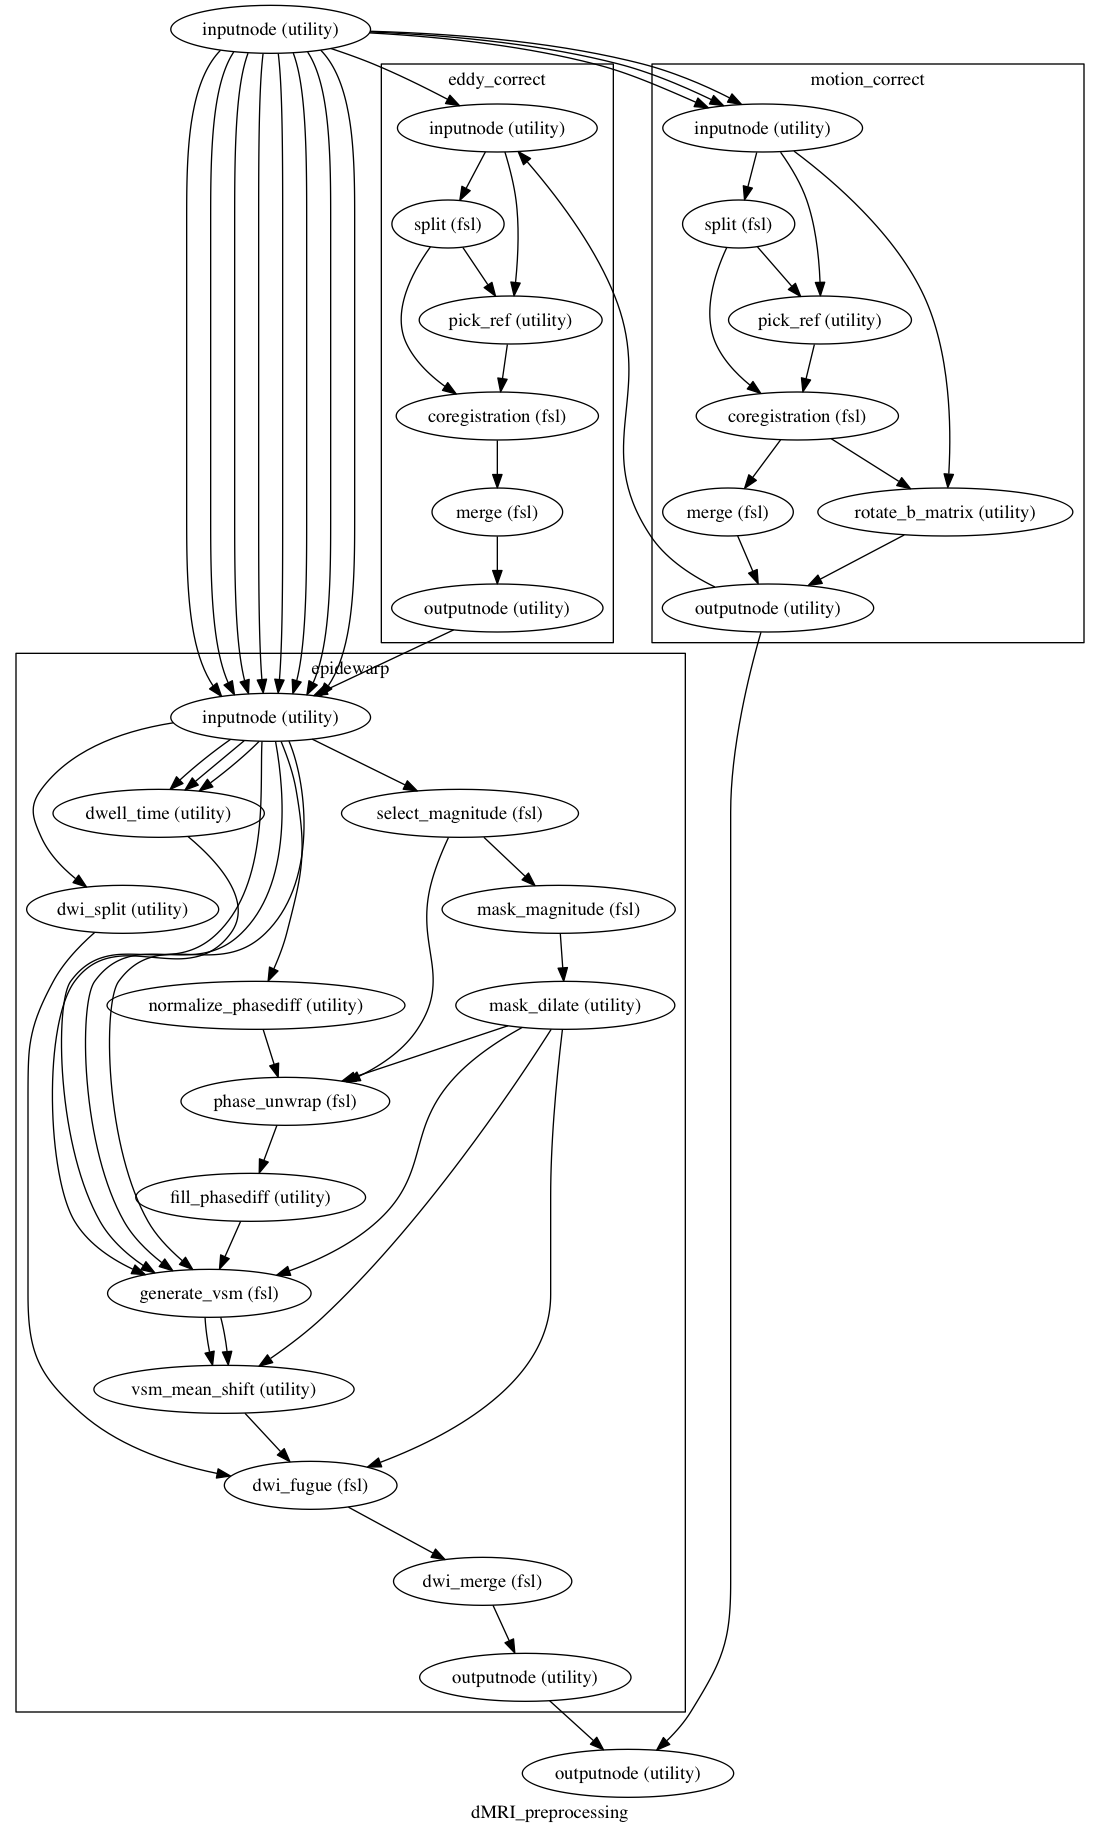 inputnode (utility)
eddy_correct
motion_correct
inputnode (utility)
inputnode (utility)
split (fsl)
split (fsl)
pick_ref (utility)
pick_ref (utility)
coregistration (fsl)
coregistration (fsl)
merge (fsl)
merge (fsl)
rotate_b_matrix (utility)
outputnode (utility)
outputnode (utility)
epidewarp
inputnode (utility)
dwell_time (utility)
select_magnitude (fsl)
dwi_split (utility)
mask_magnitude (fsl)
normalize_phasediff (utility)
mask_dilate (utility)
phase_unwrap (fsl)
fill_phasediff (utility)
generate_vsm (fsl)
vsm_mean_shift (utility)
dwi_fugue (fsl)
dwi_merge (fsl)
outputnode (utility)
outputnode (utility)
dMRI_preprocessing